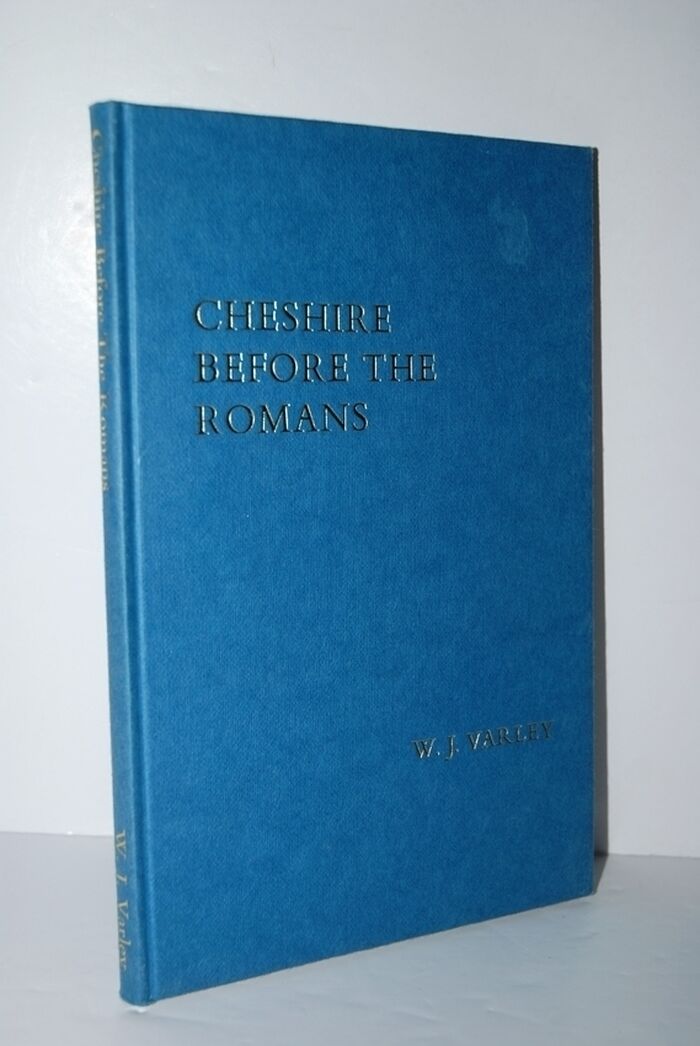 CHESHIRE
BEFORE THE
ROMANS
W. J. VARLEY
Cheshire Before The Romans
W. J. Varley